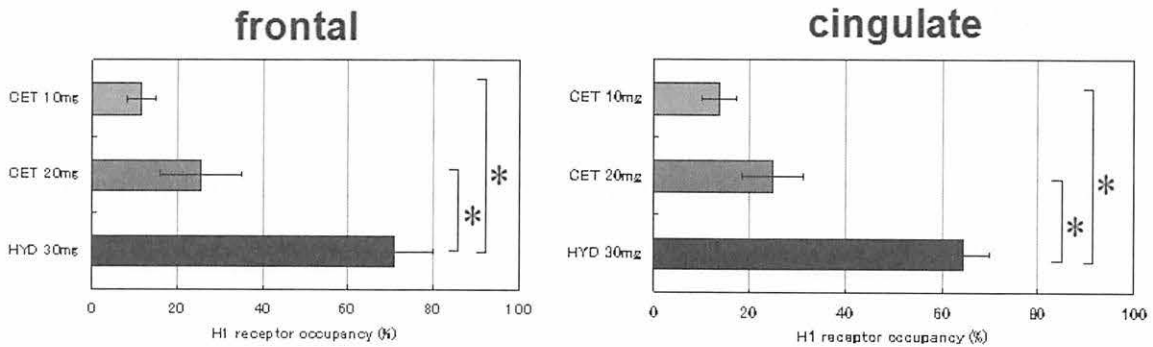 frontal
CET 10mg
CET 20mg
HYD 30mg
*
*
0 20 40 60 80 100
H1 receptor occupancy (%)
cingulate
CET 10mg
CET 20mg
HYD 30mg
*
*
0 20 40 60 80 100
H1 receptor occupancy (%)